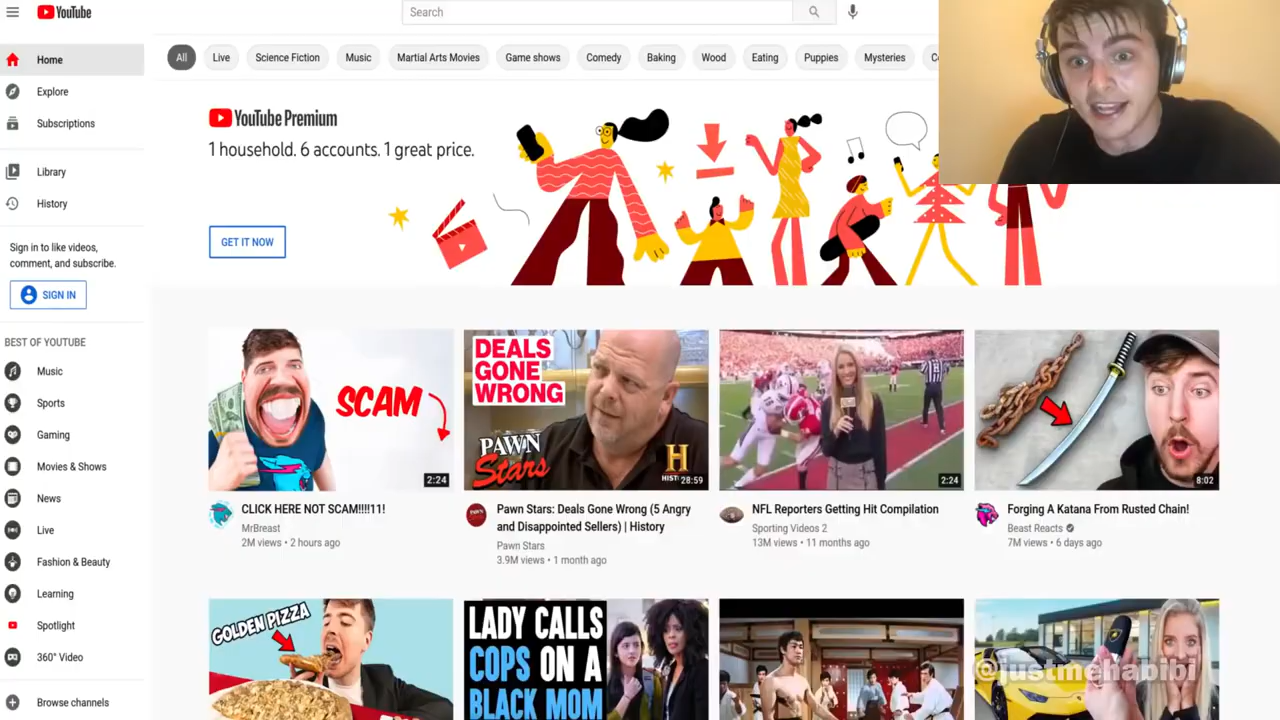 YouTube
Search
Home
Explore
Subscriptions
Library
History
Sign in to like videos,
comment, and subscribe.
SIGN IN
BEST OF YOUTUBE
Music
Sports
Gaming
Movies & Shows
News
Live
Fashion & Beauty
Learning
Spotlight
360° Video
Browse channels
All
Live
Science Fiction
Music
Martial Arts Movies
Game shows
Comedy
Baking
Wood
Eating
Puppies
Mysteries
YouTube Premium
1 household. 6 accounts. 1 great price.
GET IT NOW
SCAM
2:24
CLICK HERE NOT SCAM!!!!11!
MrBreast
2M views • 2 hours ago
DEALS
GONE
WRONG
PAWN
Stars
H
HIST
28:59
Pawn Stars: Deals Gone Wrong (5 Angry
and Disappointed Sellers) | History
Pawn Stars
3.9M views • 1 month ago
2:24
NFL Reporters Getting Hit Compilation
Sporting Videos 2
13M views • 11 months ago
8:02
Forging A Katana From Rusted Chain!
Beast Reacts
7M views • 6 days ago
GOLDEN PIZZA
LADY CALLS
COPS ON A
BLACK MOM
@justmehabibi